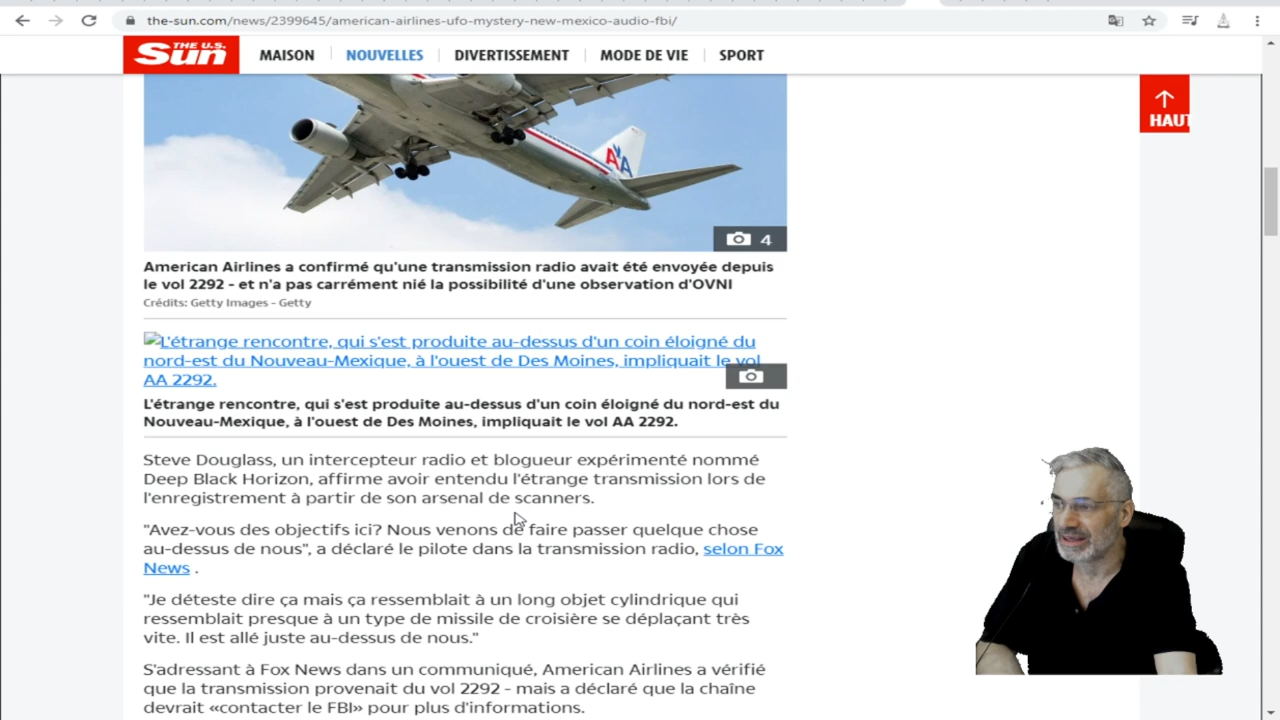 the-sun.com/news/2399645/american-airlines-ufo-mystery-new-mexico-audio-fbi/
THE U.S.
Sun
MAISON
NOUVELLES
DIVERTISSEMENT
MODE DE VIE
SPORT
HAUT
AA
4
American Airlines a confirmé qu'une transmission radio avait été envoyée depuis
le vol 2292 - et n'a pas carrément nié la possibilité d'une observation d'OVNI
Crédits: Getty Images - Getty
L'étrange rencontre, qui s'est produite au-dessus d'un coin éloigné du
nord-est du Nouveau-Mexique, à l'ouest de Des Moines, impliquait le vol
AA 2292.
L'étrange rencontre, qui s'est produite au-dessus d'un coin éloigné du nord-est du
Nouveau-Mexique, à l'ouest de Des Moines, impliquait le vol AA 2292.
Steve Douglass, un intercepteur radio et blogueur expérimenté nommé
Deep Black Horizon, affirme avoir entendu l'étrange transmission lors de
l'enregistrement à partir de son arsenal de scanners.
"Avez-vous des objectifs ici? Nous venons de faire passer quelque chose
au-dessus de nous", a déclaré le pilote dans la transmission radio, selon Fox
News .
"Je déteste dire ça mais ça ressemblait à un long objet cylindrique qui
ressemblait presque à un type de missile de croisière se déplaçant très
vite. Il est allé juste au-dessus de nous."
S'adressant à Fox News dans un communiqué, American Airlines a vérifié
que la transmission provenait du vol 2292 - mais a déclaré que la chaîne
devrait «contacter le FBI» pour plus d'informations.